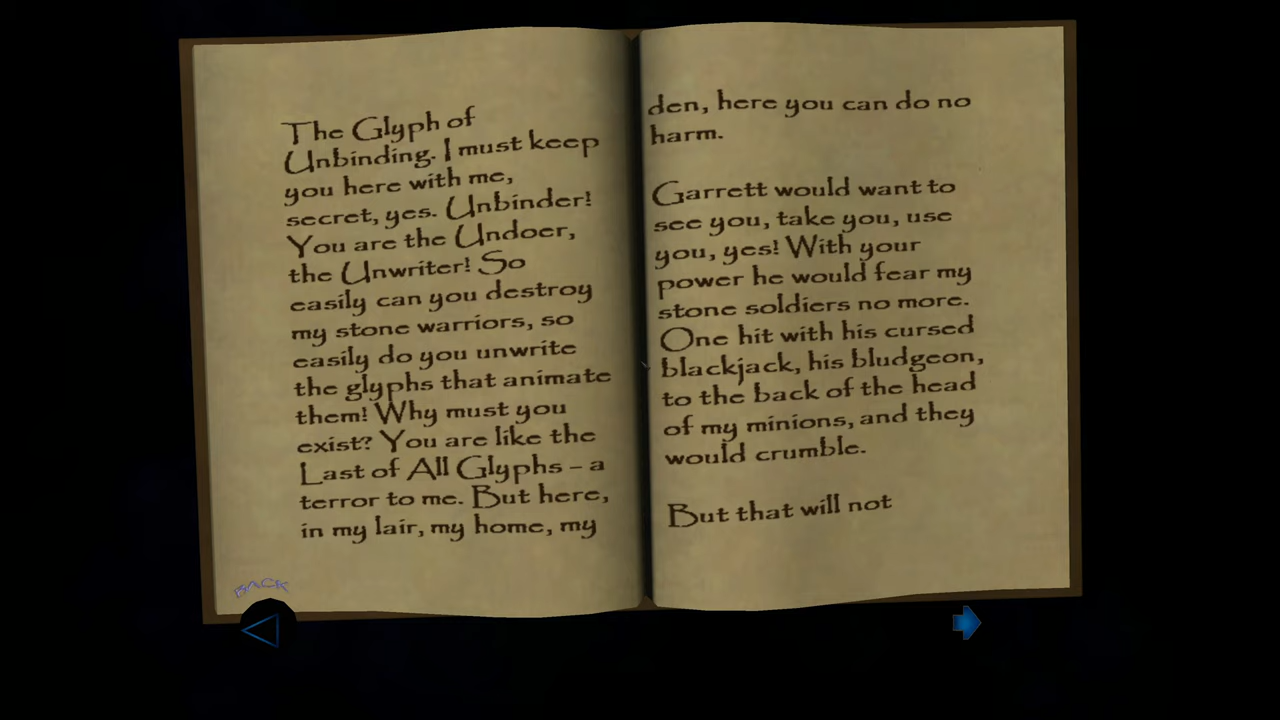 The Glyph of
Unbinding. I must keep
you here with me,
secret, yes. Unbinder!
You are the Undoer,
the Unwriter! So
easily can you destroy
my stone warriors, so
easily do you unwrite
the glyphs that animate
them! Why must you
exist? You are like the
Last of All Glyphs – a
terror to me. But here,
in my lair, my home, my
den, here you can do no
harm.
Garrett would want to
see you, take you, use
you, yes! With your
power he would fear my
stone soldiers no more.
One hit with his cursed
blackjack, his bludgeon,
to the back of the head
of my minions, and they
would crumble.
But that will not
BACK